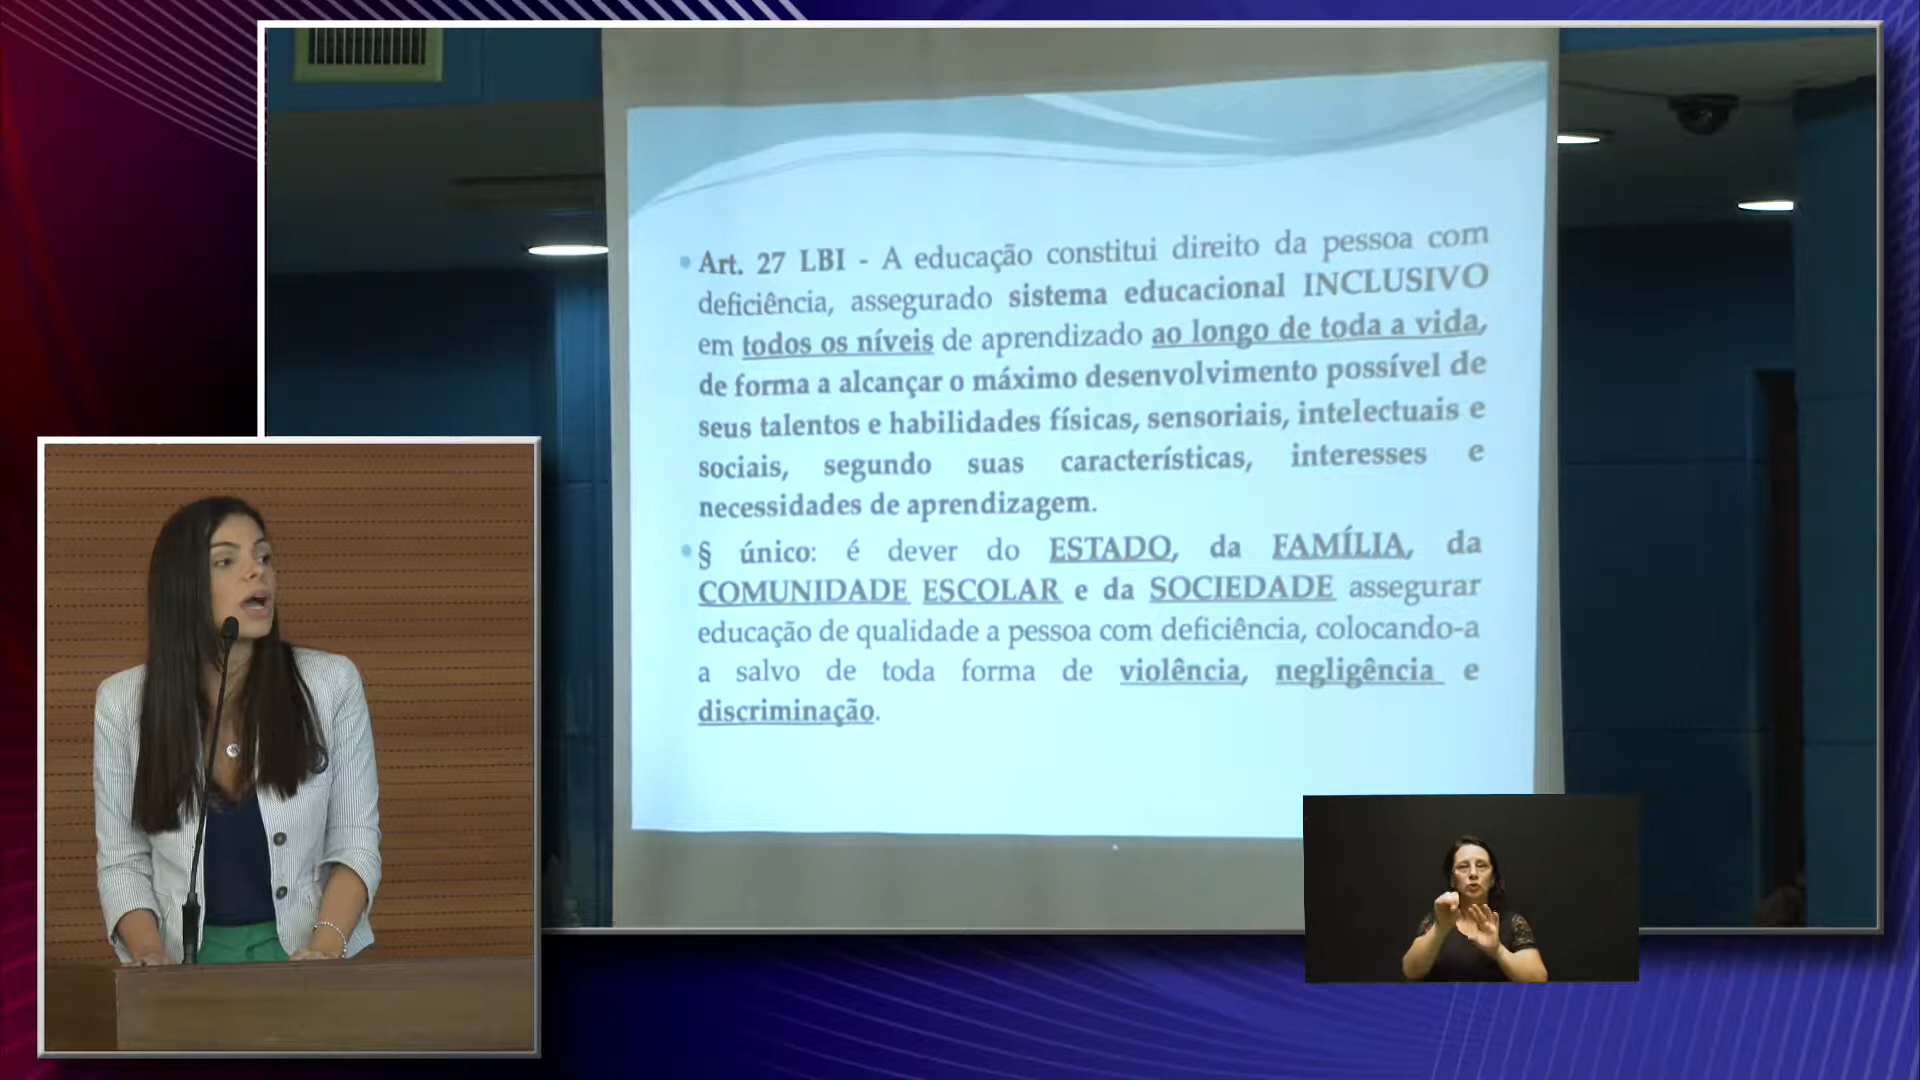 Art. 27 LBI - A educação constitui direito da pessoa com
deficiência, assegurado sistema educacional INCLUSIVO
em todos os níveis de aprendizado ao longo de toda a vida,
de forma a alcançar o máximo desenvolvimento possível de
seus talentos e habilidades físicas, sensoriais, intelectuais e
sociais, segundo suas características, interesses e
necessidades de aprendizagem.
§ único: é dever do ESTADO, da FAMÍLIA, da
COMUNIDADE ESCOLAR e da SOCIEDADE assegurar
educação de qualidade a pessoa com deficiência, colocando-a
a salvo de toda forma de violência, negligência e
discriminação.